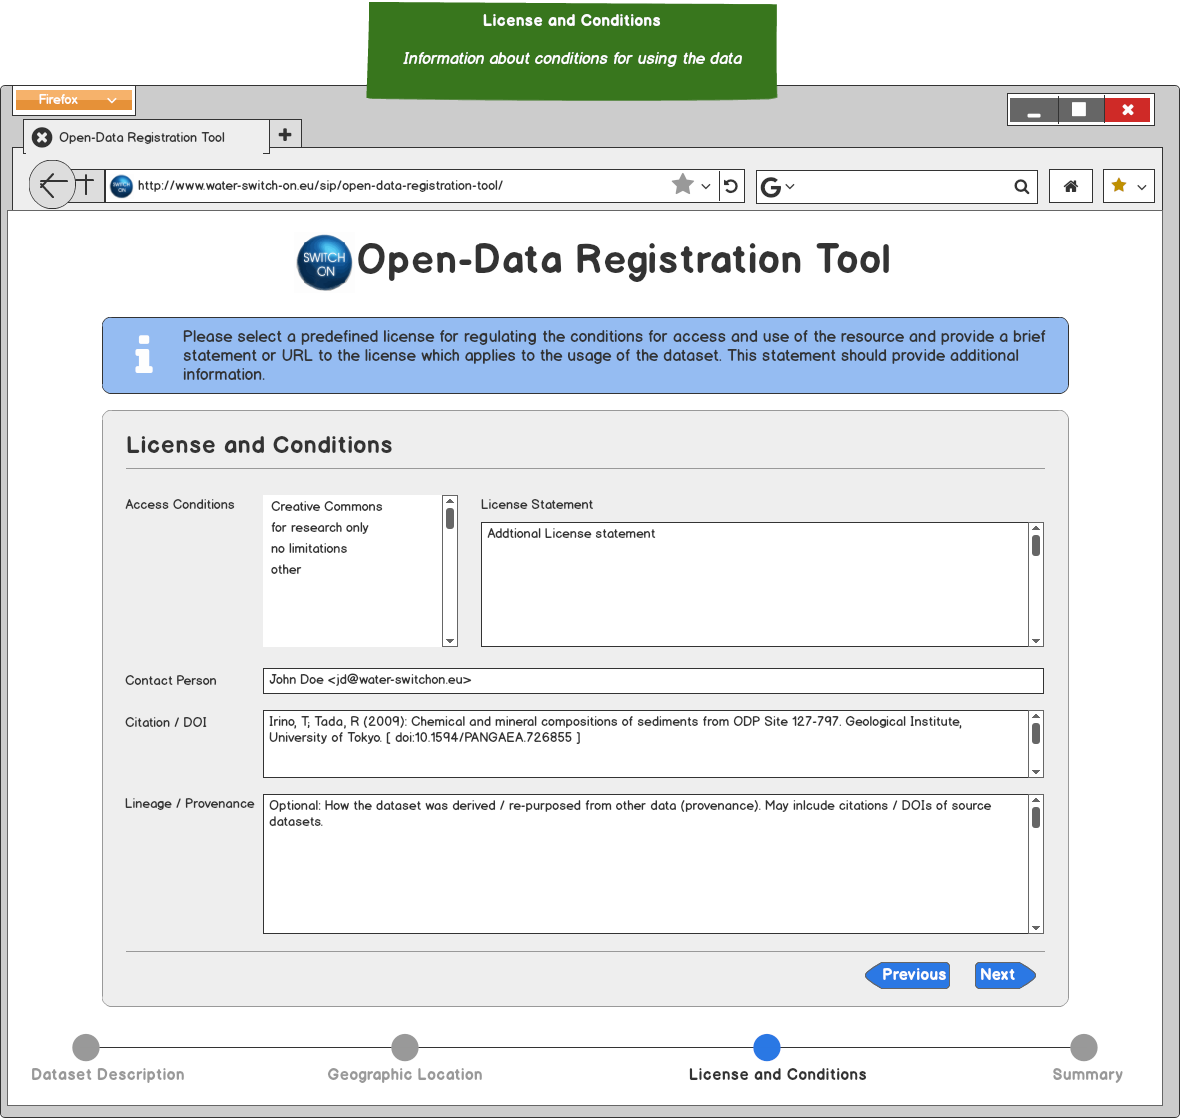 License and Conditions
Information about conditions for using the data
Firefox
Open-Data Registration Tool
SWITCH
ON
http://www.water-switch-on.eu/sip/open-data-registration-tool/
G
SWITCH
ON
Open-Data Registration Tool
Please select a predefined license for regulating the conditions for access and use of the resource and provide a brief
statement or URL to the license which applies to the usage of the dataset. This statement should provide additional
information.
License and Conditions
Access Conditions
Creative Commons
for research only
no limitations
other
License Statement
Addtional License statement
Contact Person
John Doe <jd@water-switchon.eu>
Citation / DOI
Irino, T; Tada, R (2009): Chemical and mineral compositions of sediments from ODP Site 127-797. Geological Institute,
University of Tokyo. [ doi:10.1594/PANGAEA.726855 ]
Lineage / Provenance
Optional: How the dataset was derived / re-purposed from other data (provenance). May inlcude citations / DOIs of source
datasets.
Previous
Next
Dataset Description
Geographic Location
License and Conditions
Summary